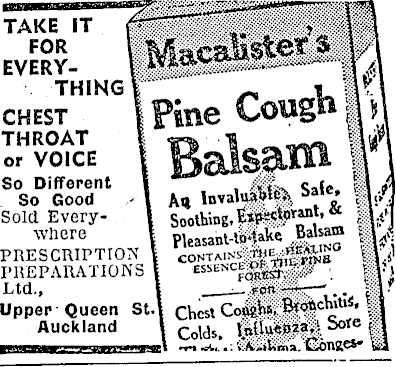 TAKE IT
FOR
EVERY-
THING
CHEST
THROAT
or VOICE
So Different
So Good
Sold Every-
where
PRESCRIPTION
PREPARATIONS
Ltd.,
Upper Queen St.
Auckland
Macalister's
Pine Cough
Balsam
An Invaluable, Safe,
Soothing, Expectorant, &
Pleasant-to-take Balsam
CONTAINS THE HEALING
ESSENCE OF THE PINE
FOREST
FOR
Chest Coughs, Bronchitis,
Colds, Influenza, Sore
Asthma, Conges-